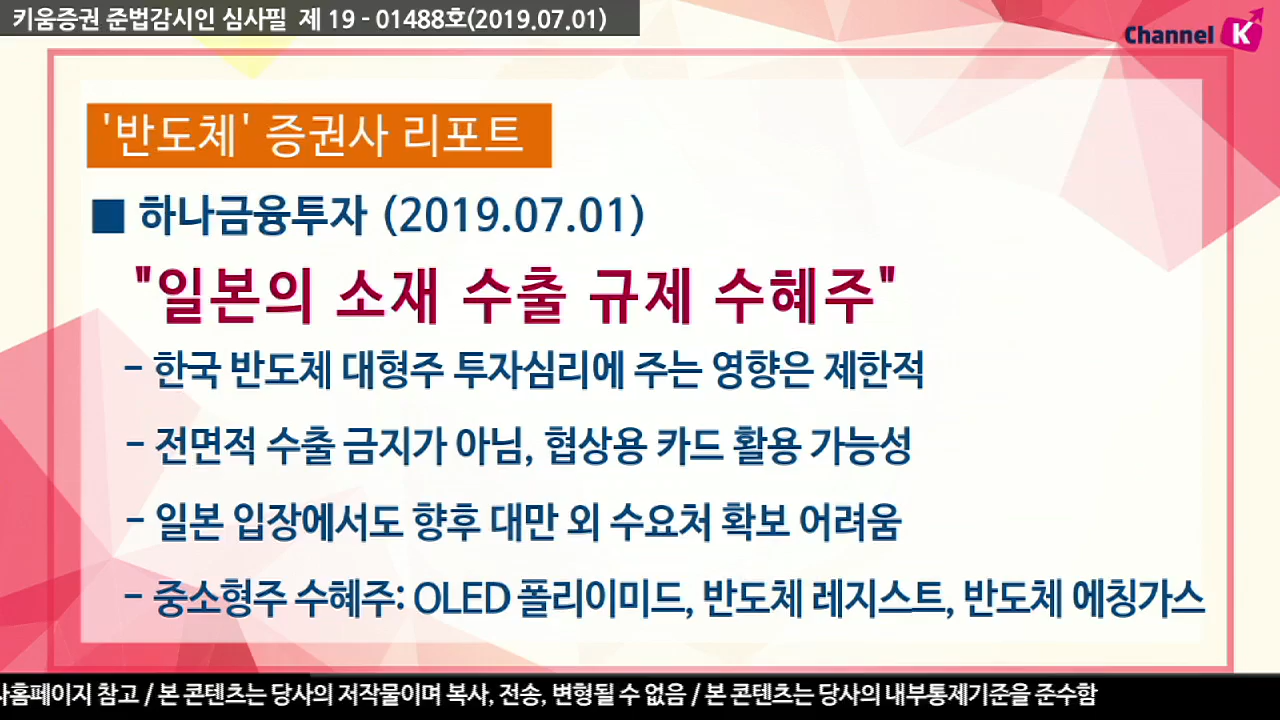 키움증권 준법감시인 심사필 제 19 - 01488호(2019.07.01)
Channel K
'반도체' 증권사 리포트
■ 하나금융투자 (2019.07.01)
"일본의 소재 수출 규제 수혜주"
- 한국 반도체 대형주 투자심리에 주는 영향은 제한적
- 전면적 수출 금지가 아님, 협상용 카드 활용 가능성
- 일본 입장에서도 향후 대만 외 수요처 확보 어려움
- 중소형주 수혜주: OLED 폴리이미드, 반도체 레지스트, 반도체 에칭가스
사홈페이지 참고 / 본 콘텐츠는 당사의 저작물이며 복사, 전송, 변형될 수 없음 / 본 콘텐츠는 당사의 내부통제기준을 준수함